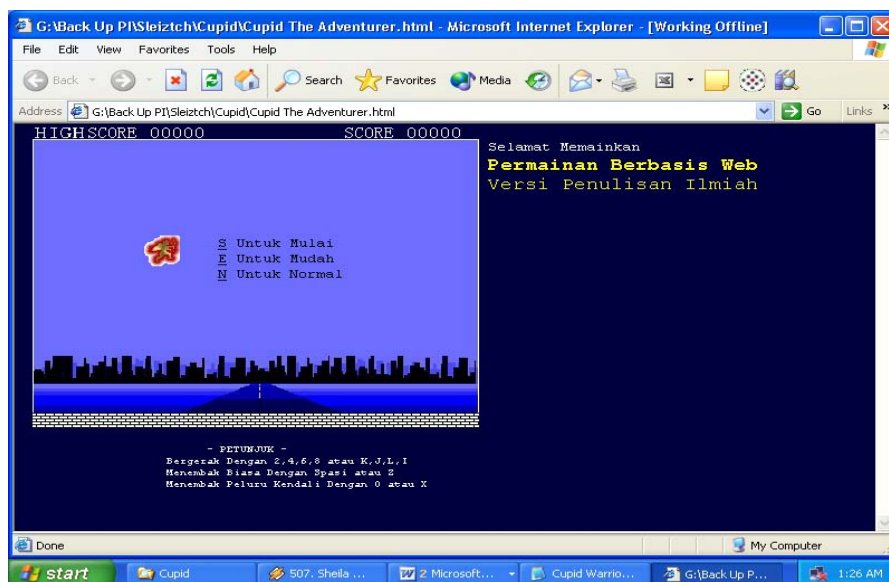 G:\Back Up PI\Sleiztch\Cupid\Cupid The Adventurer.html - Microsoft Internet Explorer - [Working Offline]
File Edit View Favorites Tools Help
Back Search Favorites Media
Address G:\Back Up PI\Sleiztch\Cupid\Cupid The Adventurer.html Go Links »
HIGHSCORE 00000 SCORE 00000
Selamat Memainkan
Permainan Berbasis Web
Versi Penulisan Ilmiah
S Untuk Mulai
E Untuk Mudah
N Untuk Normal
- PETUNJUK -
Bergerak Dengan 2,4,6,8 atau K,J,L,I
Menembak Biasa Dengan Spasi atau Z
Menembak Peluru Kendali Dengan 0 atau X
Done My Computer
start Cupid 507. Sheila ... 2 Microsoft... Cupid Warrio... G:\Back Up P... 1:26 AM